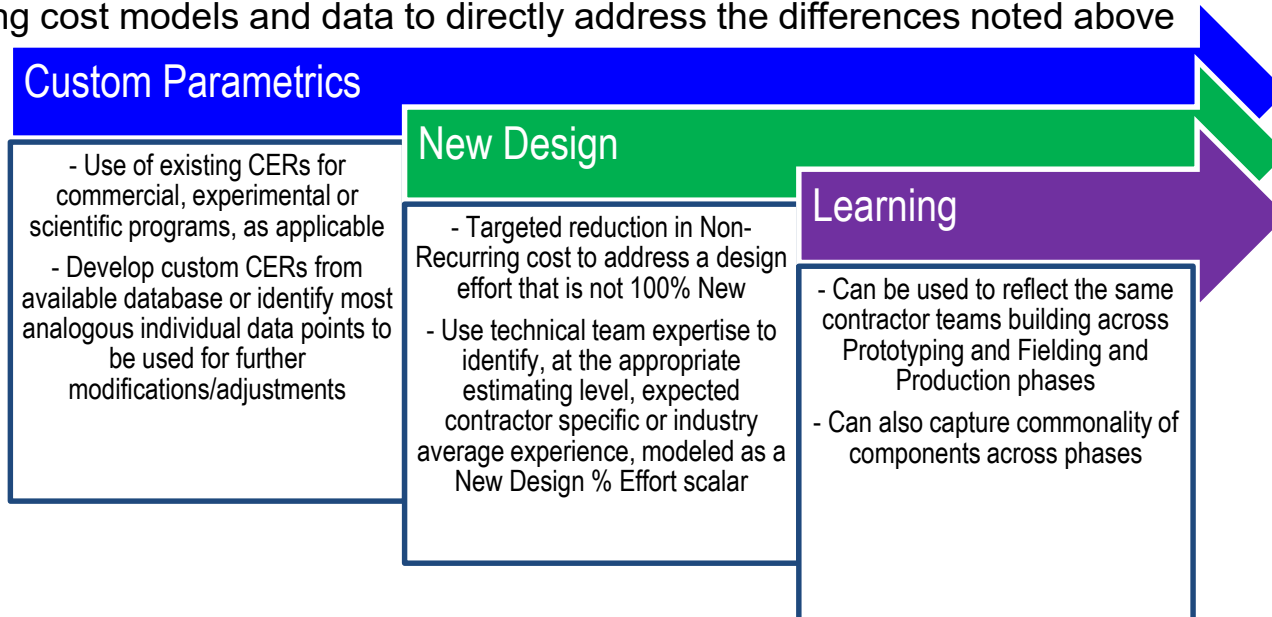 ng cost models and data to directly address the differences noted above
Custom Parametrics
- Use of existing CERs for
commercial, experimental or
scientific programs, as applicable
- Develop custom CERs from
available database or identify most
analogous individual data points to
be used for further
modifications/adjustments
New Design
- Targeted reduction in Non-
Recurring cost to address a design
effort that is not 100% New
- Use technical team expertise to
identify, at the appropriate
estimating level, expected
contractor specific or industry
average experience, modeled as a
New Design % Effort scalar
Learning
- Can be used to reflect the same
contractor teams building across
Prototyping and Fielding and
Production phases
- Can also capture commonality of
components across phases